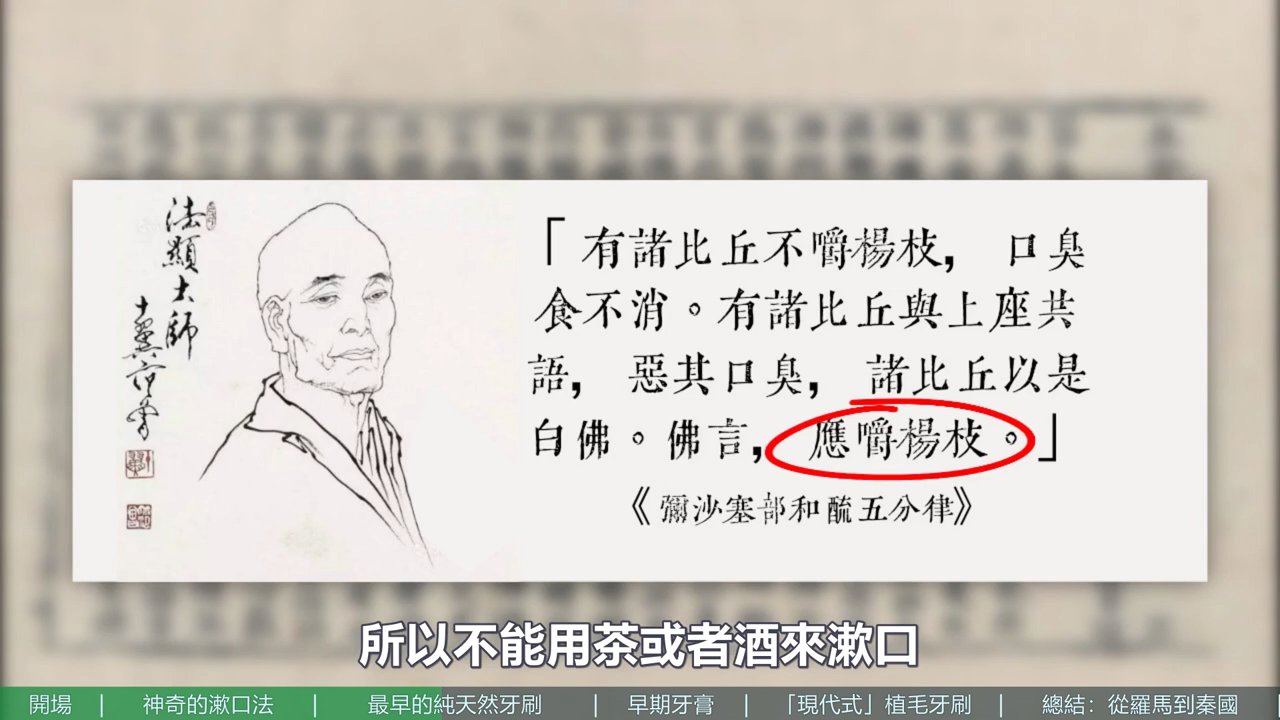 法顯大師
十翼范曾
「有諸比丘不嚼楊枝，口臭
食不消。有諸比丘與上座共
語，惡其口臭，諸比丘以是
白佛。佛言，應嚼楊枝。」
《彌沙塞部和醯五分律》
所以不能用茶或者酒來漱口
開場 | 神奇的漱口法 | 最早的純天然牙刷 | 早期牙膏 | 「現代式」植毛牙刷 | 總結：從羅馬到秦國